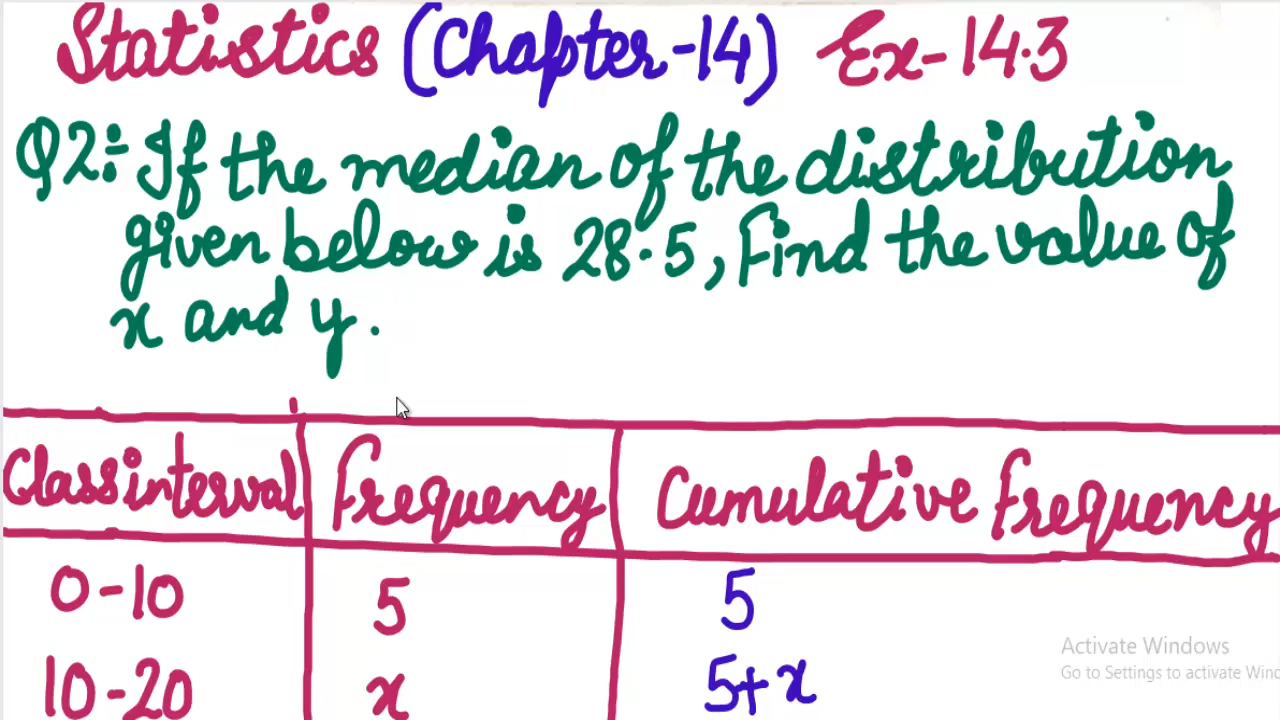 Statistics (Chapter-14) Ex-14.3
Q2:- If the median of the distribution
given below is 28.5, Find the value of
x and y.
Class interval Frequency Cumulative Frequency
0-10 5 5
10-20 x 5+x
Activate Windows
Go to Settings to activate Wind